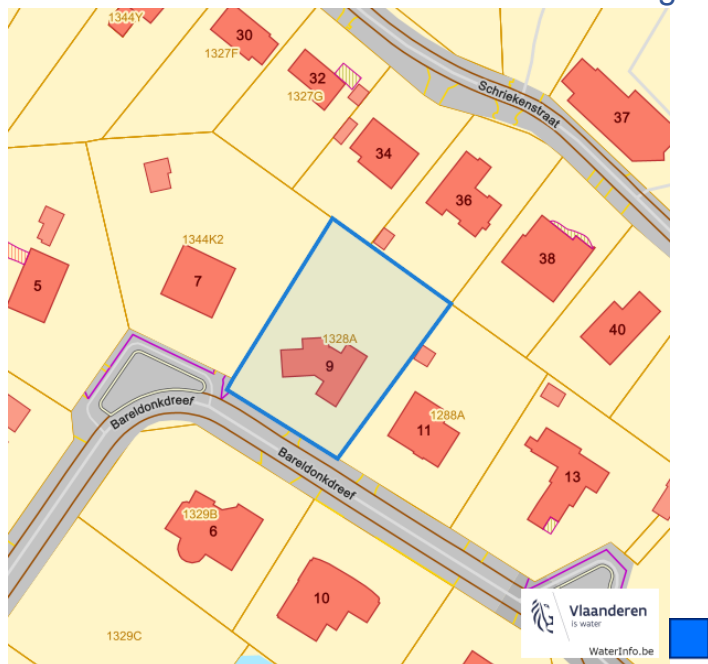 1344Y
30
1327F
32
1327G
Schriekenstraat
37
34
36
1344K2
38
7
5
40
1328A
9
1288A
11
Bareldonkdreef
Bareldonkdreef
13
1329B
6
10
Vlaanderen
is water
1329C
WaterInfo.be